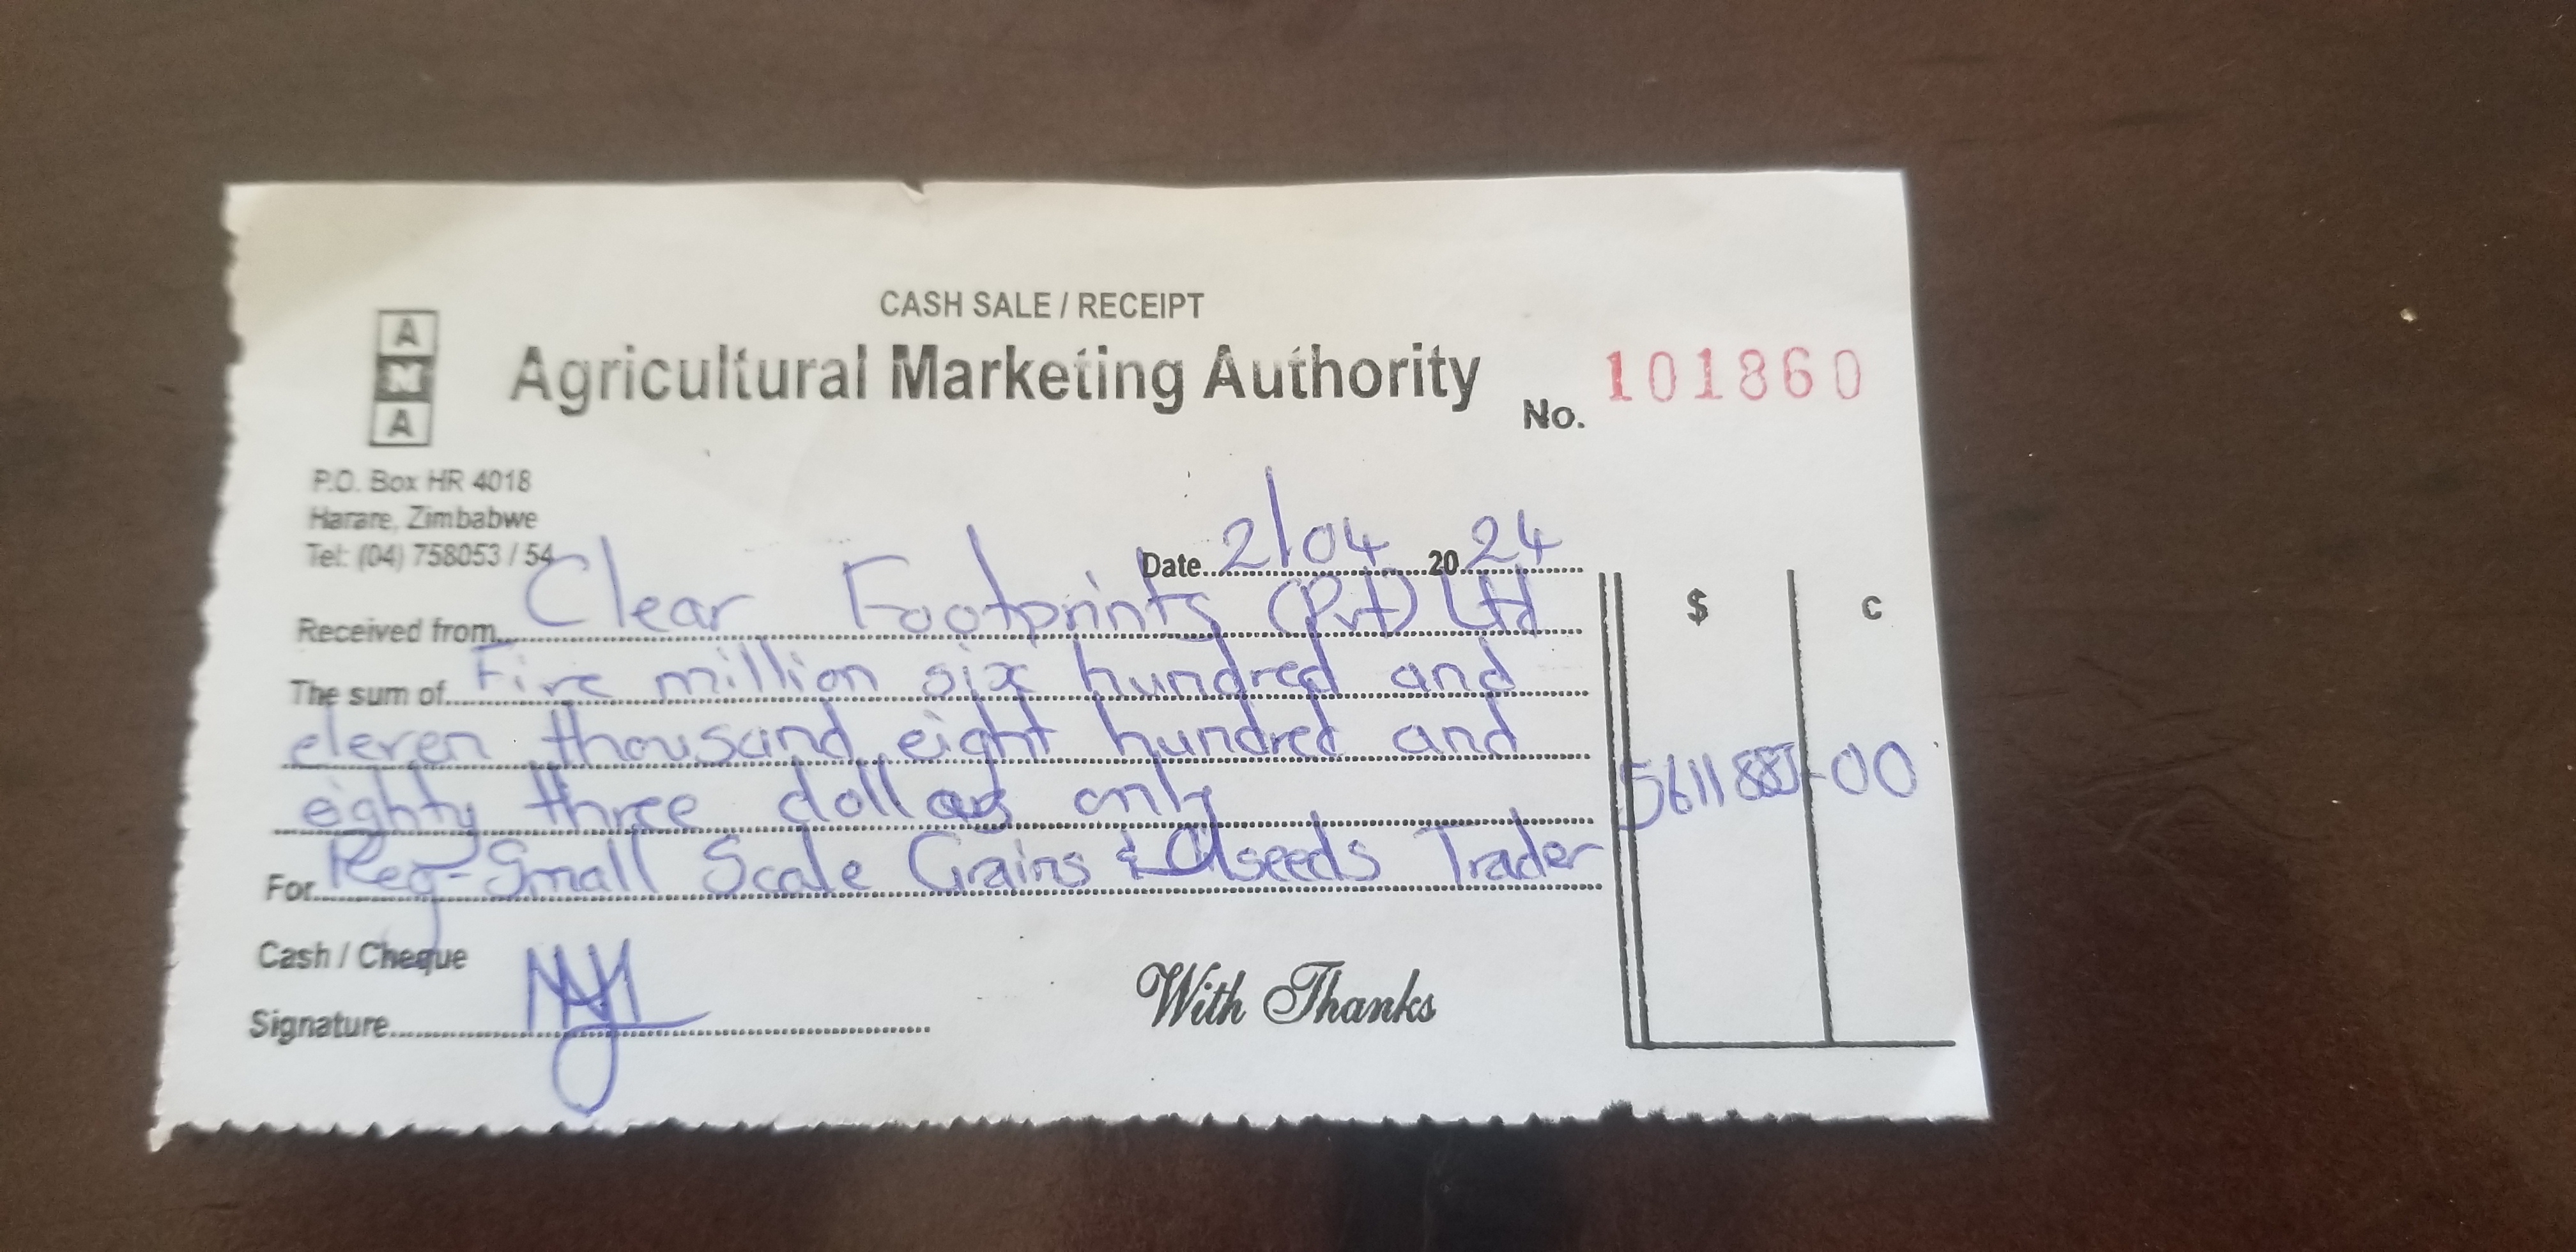 CASH SALE / RECEIPT
A
M
A
Agricultural Marketing Authority
No. 101860
P.O. Box HR 4018
Harare, Zimbabwe
Tel: (04) 758053 / 54
Date 2/04 2024
Received from Clear Footprints (Pvt) Ltd
$ c
The sum of Five million six hundred and
eleven thousand eight hundred and
eighty three dollars only
5611883-00
For Reg-Small Scale Grains & Oilseeds Trader
Cash / Cheque
With Thanks
Signature